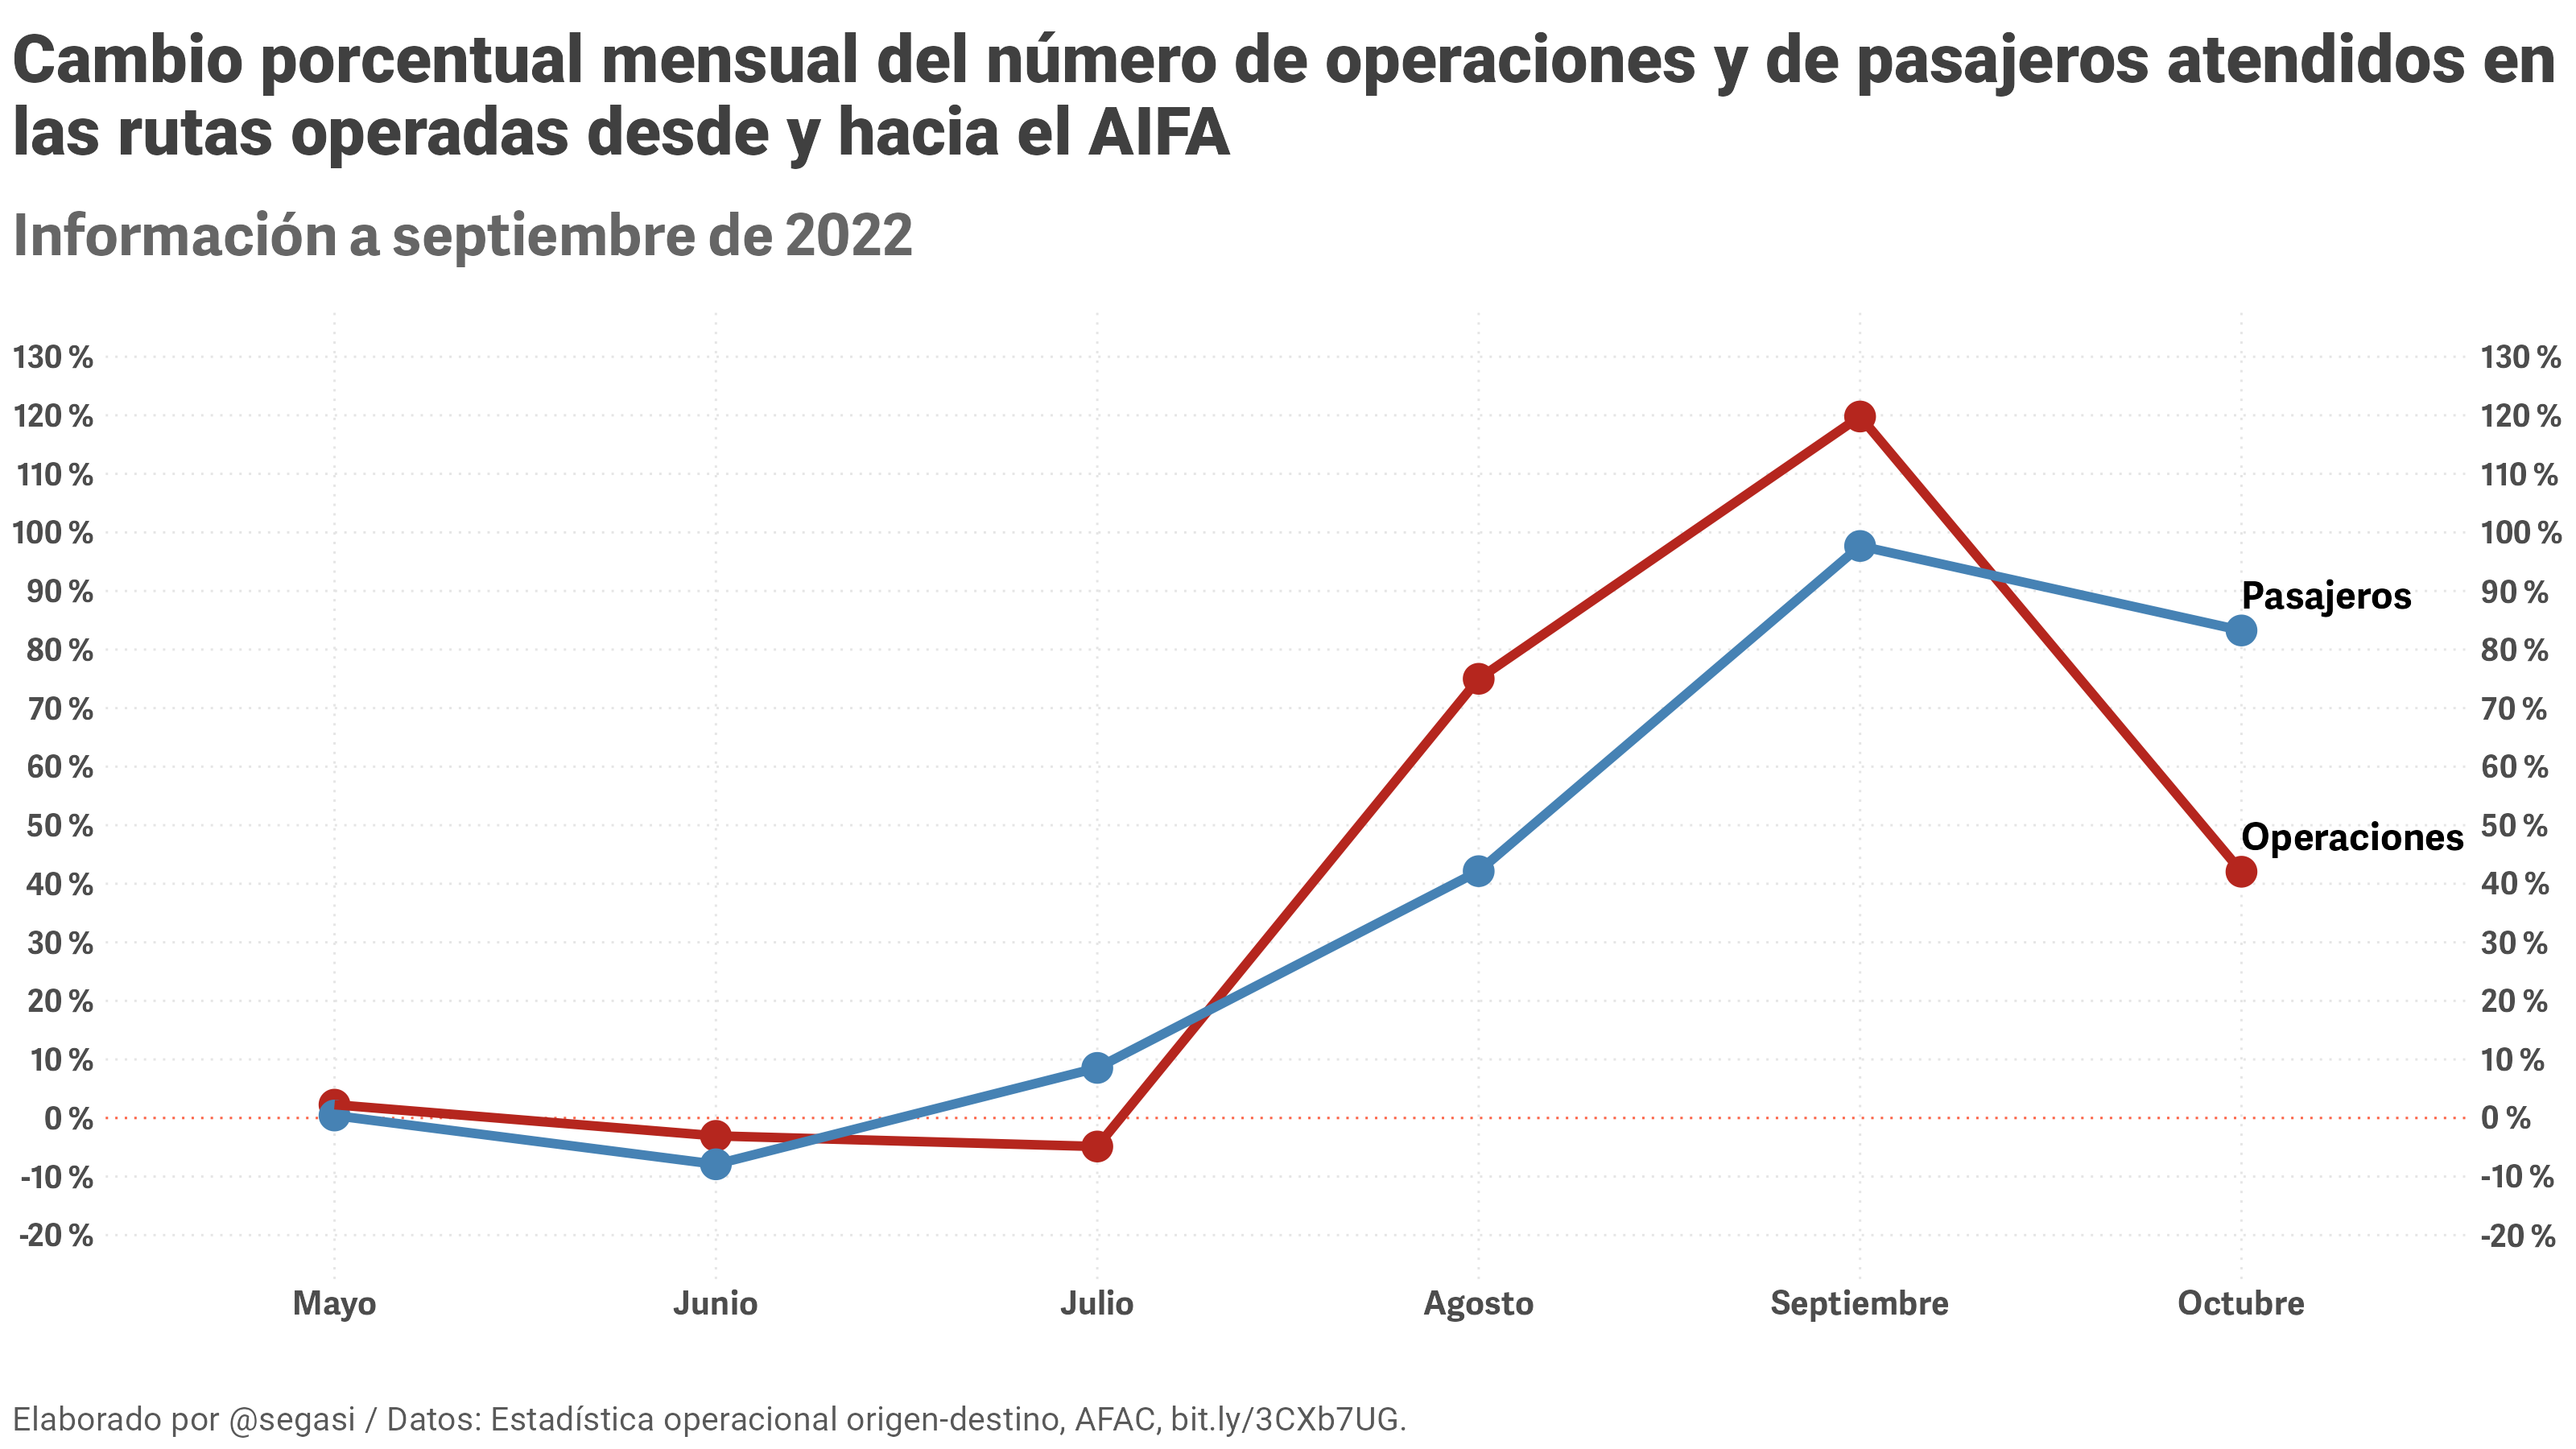 Cambio porcentual mensual del número de operaciones y de pasajeros atendidos en
las rutas operadas desde y hacia el AIFA
Información a septiembre de 2022
130 % 130 %
120 % 120 %
110 % 110 %
100 % 100 %
90 % 90 %
Pasajeros
80 % 80 %
70 % 70 %
60 % 60 %
50 % 50 %
Operaciones
40 % 40 %
30 % 30 %
20 % 20 %
10 % 10 %
0 % 0 %
-10 % -10 %
-20 % -20 %
Mayo Junio Julio Agosto Septiembre Octubre
Elaborado por @segasi / Datos: Estadística operacional origen-destino, AFAC, bit.ly/3CXb7UG.